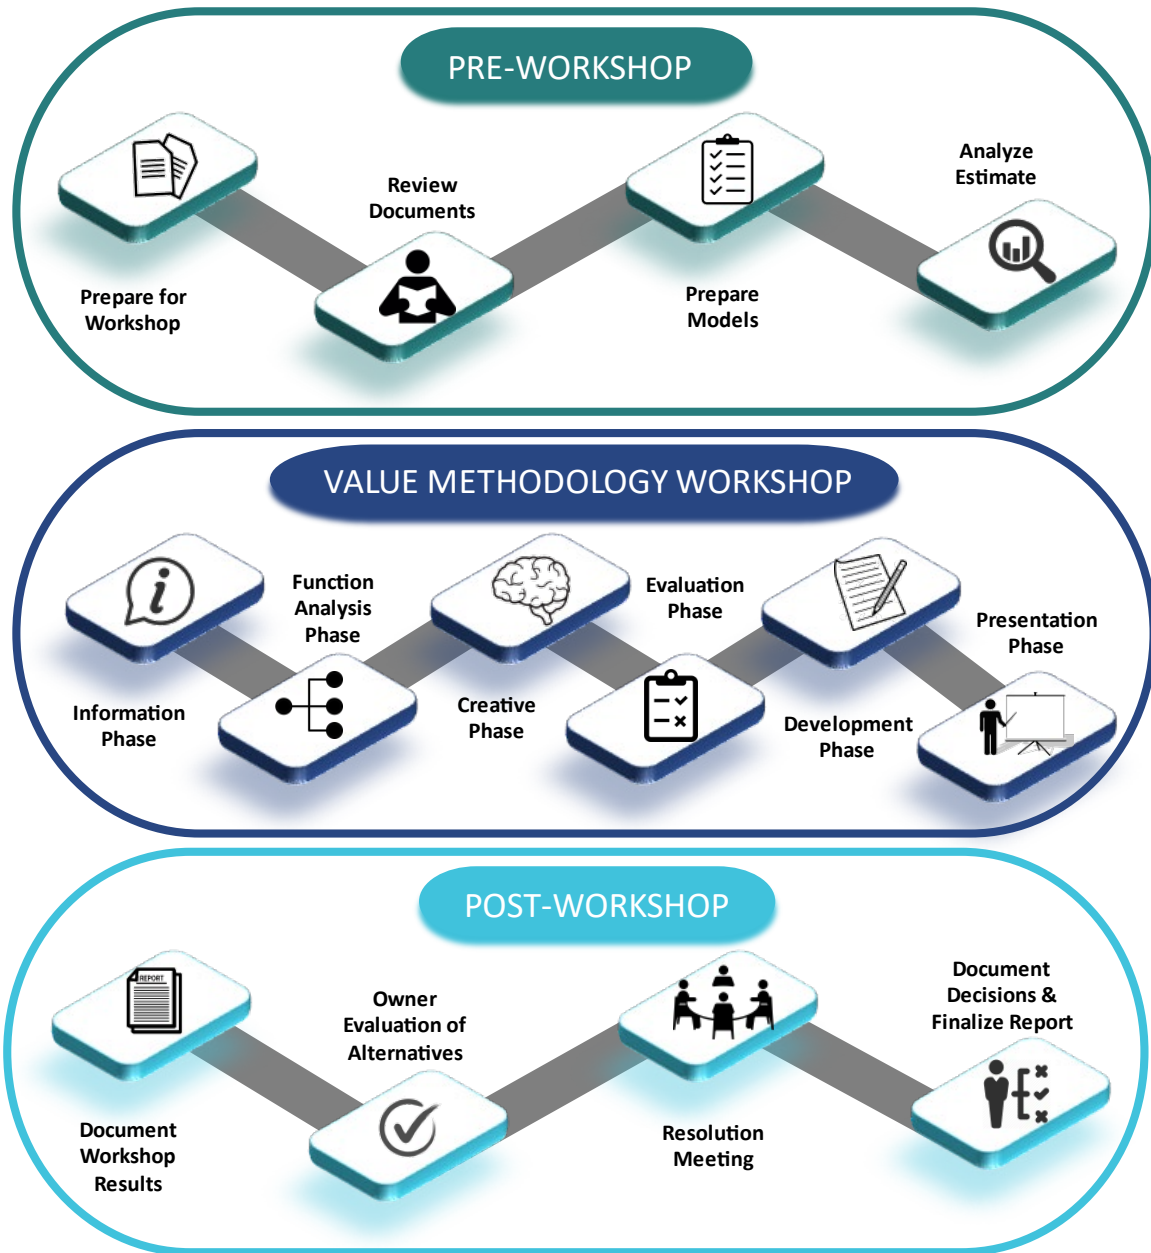 PRE-WORKSHOP
Prepare for
Workshop
Review
Documents
Prepare
Models
Analyze
Estimate
VALUE METHODOLOGY WORKSHOP
Information
Phase
Function
Analysis
Phase
Creative
Phase
Evaluation
Phase
Development
Phase
Presentation
Phase
POST-WORKSHOP
REPORT
Document
Workshop
Results
Owner
Evaluation of
Alternatives
Resolution
Meeting
Document
Decisions &
Finalize Report